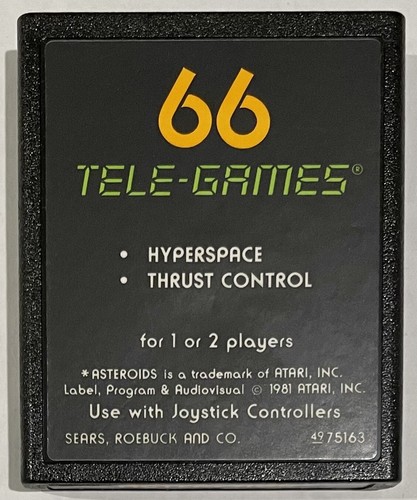 66
TELE-GAMES®
• HYPERSPACE
• THRUST CONTROL
for 1 or 2 players
*ASTEROIDS is a trademark of ATARI, INC.
Label, Program & Audiovisual © 1981 ATARI, INC.
Use with Joystick Controllers
SEARS, ROEBUCK AND CO. 4975163